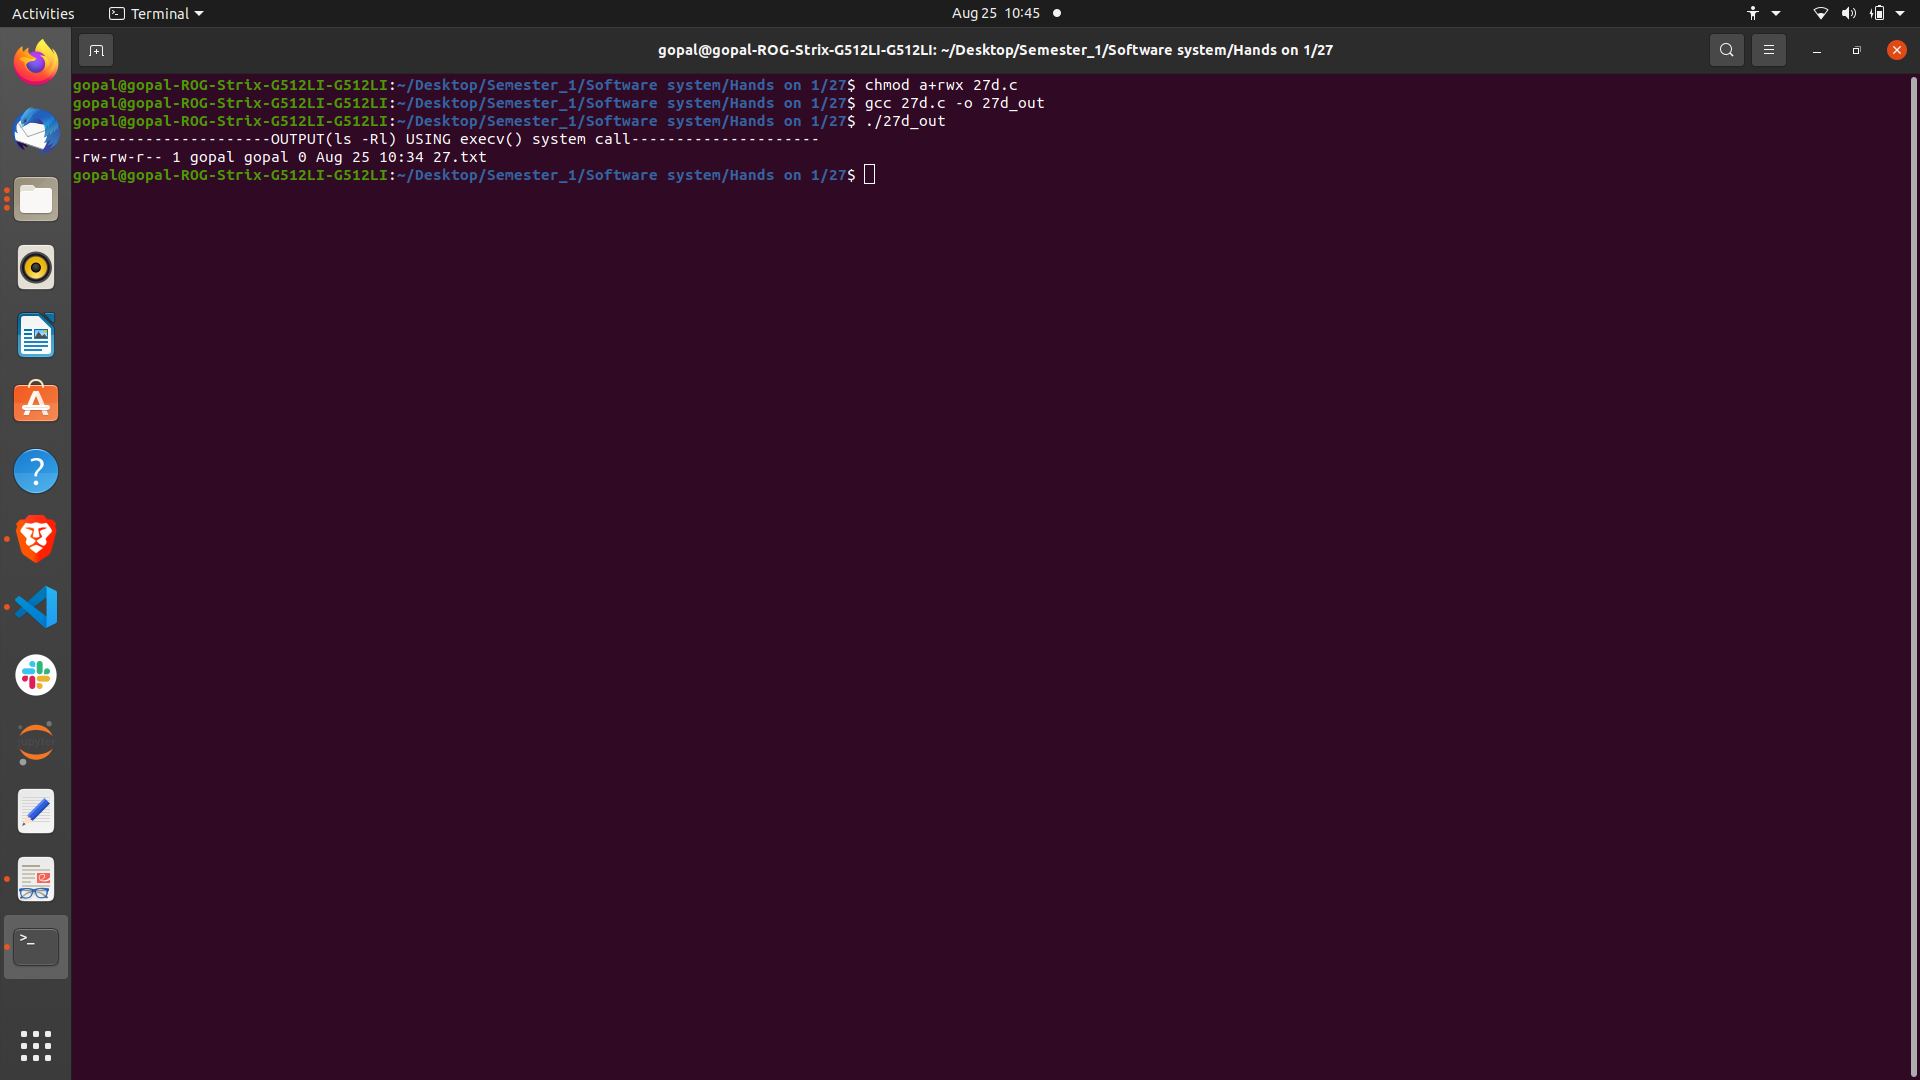 Activities
Terminal
Aug 25 10:45
gopal@gopal-ROG-Strix-G512LI-G512LI: ~/Desktop/Semester_1/Software system/Hands on 1/27
gopal@gopal-ROG-Strix-G512LI-G512LI:~/Desktop/Semester_1/Software system/Hands on 1/27$ chmod a+rwx 27d.c
gopal@gopal-ROG-Strix-G512LI-G512LI:~/Desktop/Semester_1/Software system/Hands on 1/27$ gcc 27d.c -o 27d_out
gopal@gopal-ROG-Strix-G512LI-G512LI:~/Desktop/Semester_1/Software system/Hands on 1/27$ ./27d_out
----------------------OUTPUT(ls -Rl) USING execv() system call---------------------
-rw-rw-r-- 1 gopal gopal 0 Aug 25 10:34 27.txt
gopal@gopal-ROG-Strix-G512LI-G512LI:~/Desktop/Semester_1/Software system/Hands on 1/27$